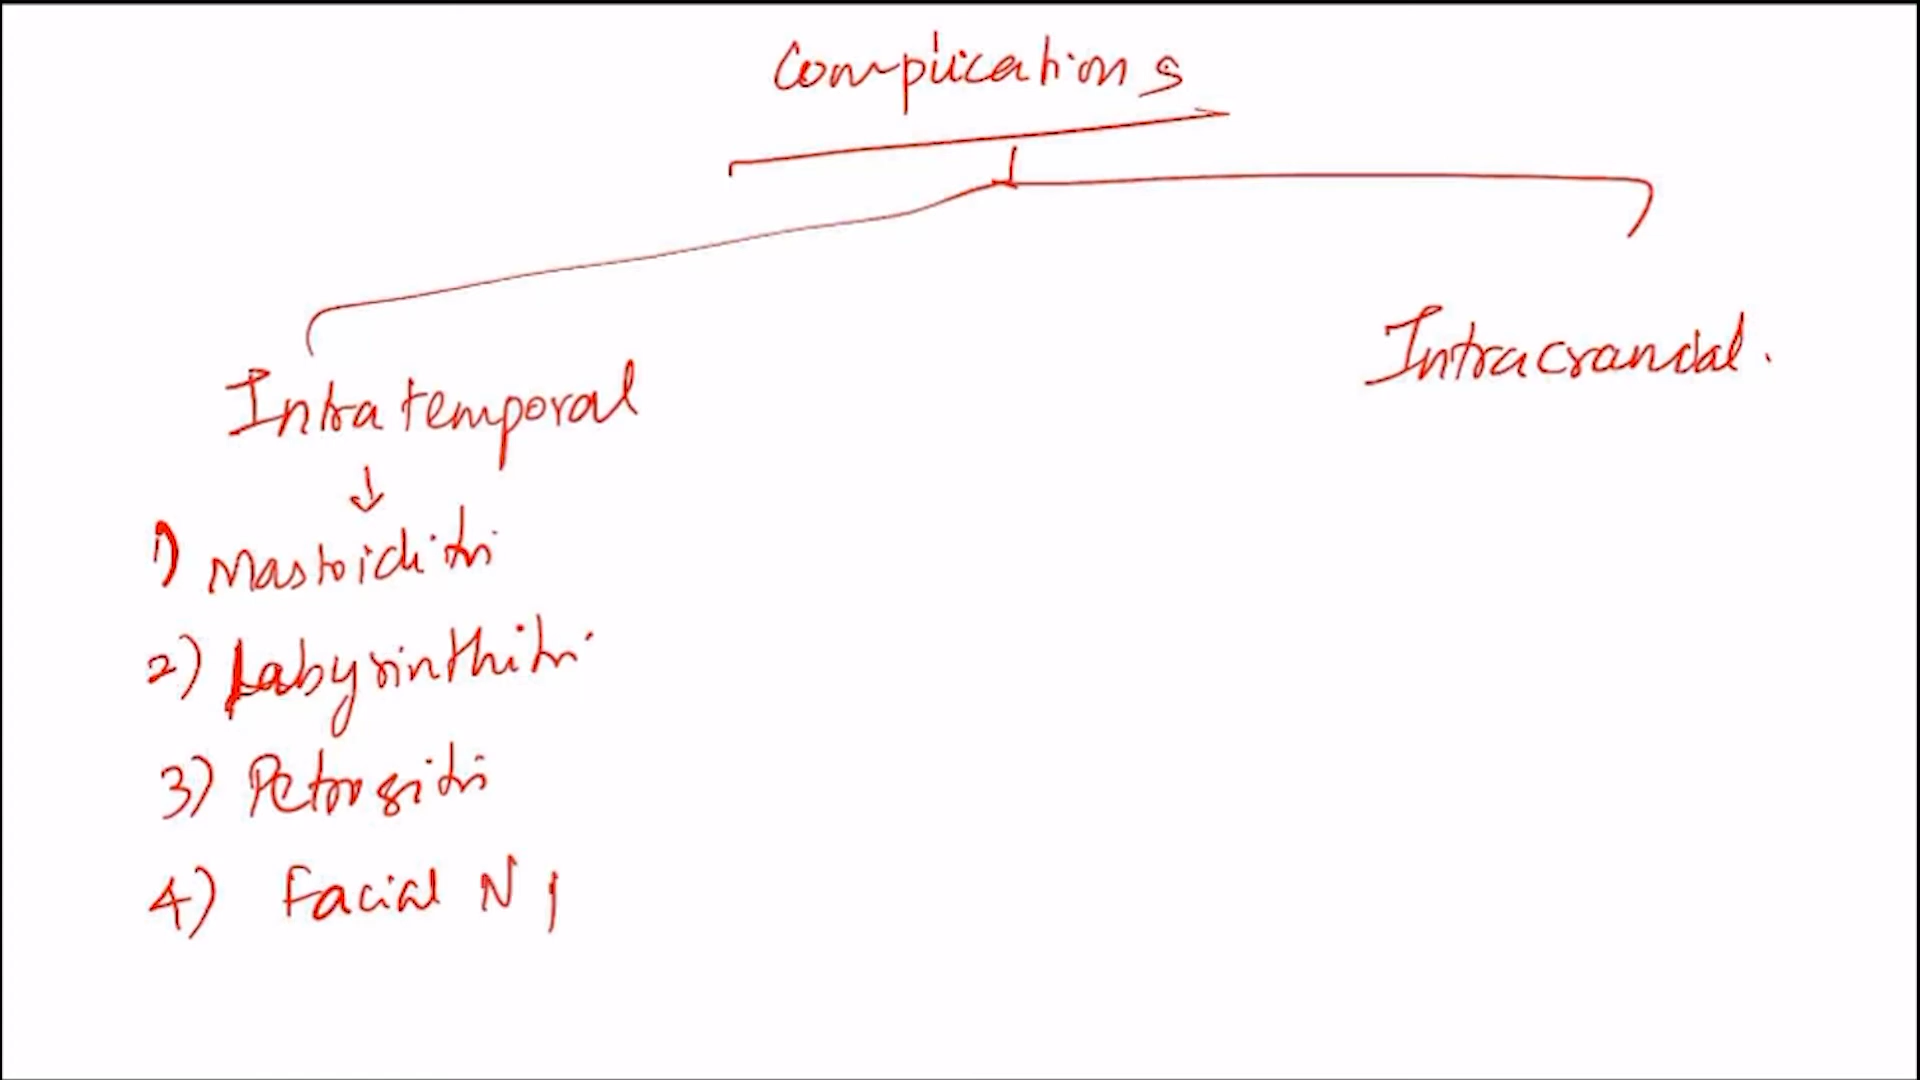 Complications
Intratemporal
Intracranial.
1) Mastoiditis
2) Labyrinthitis
3) Petrositis
4) Facial N